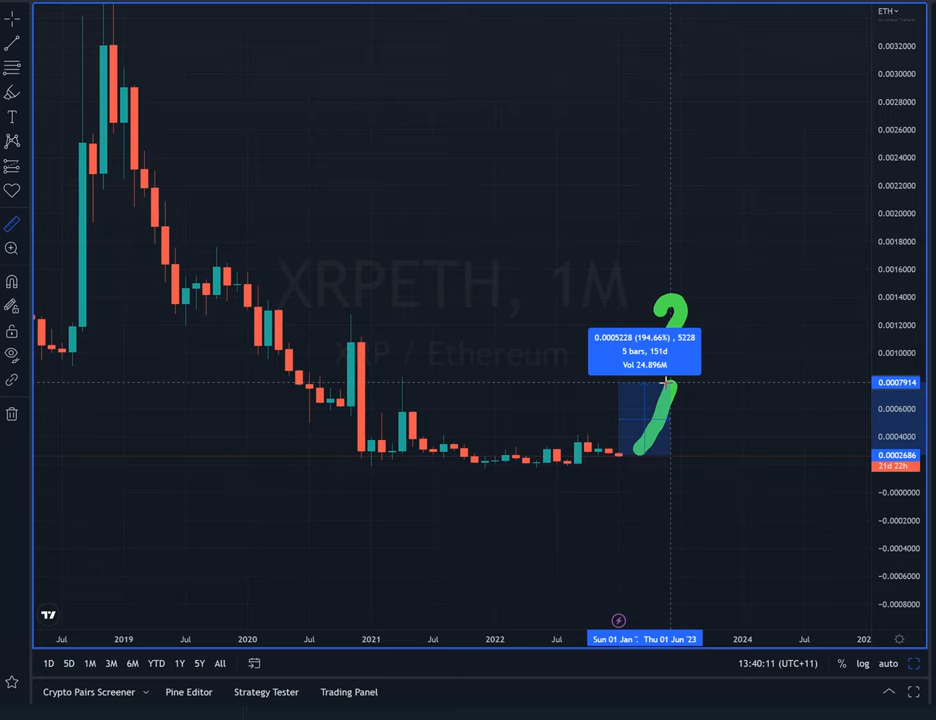 ETH
0.0032000
0.0030000
0.0028000
0.0026000
0.0024000
0.0022000
0.0020000
0.0018000
0.0016000
0.0014000
0.0012000
0.0010000
0.0007914
0.0006000
0.0004000
0.0002686
21d 22h
−0.0000000
−0.0002000
−0.0004000
−0.0006000
−0.0008000
XRPETH, 1M
XRP / Ethereum
0.0005228 (194.66%) , 5228
5 bars, 151d
Vol 24.896M
Jul 2019 Jul 2020 Jul 2021 Jul 2022 Jul Sun 01 Jan ' Thu 01 Jun '23 2024 Jul 202
1D 5D 1M 3M 6M YTD 1Y 5Y All 13:40:11 (UTC+11) % log auto
Crypto Pairs Screener Pine Editor Strategy Tester Trading Panel